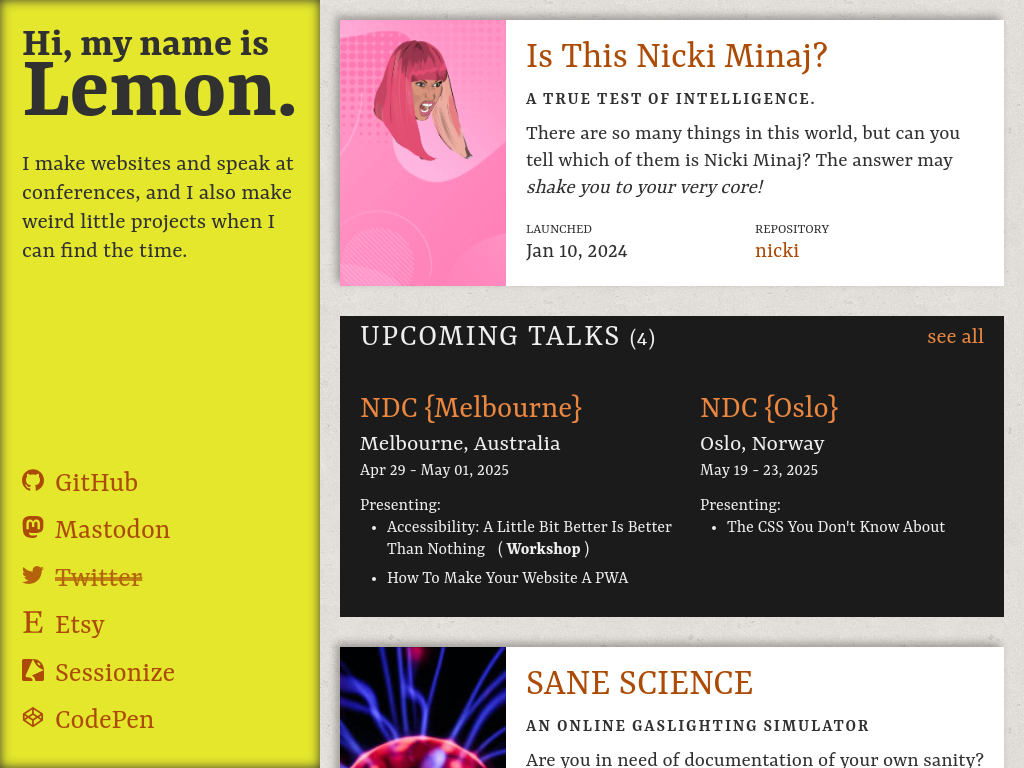 Hi, my name is
Lemon.
I make websites and speak at
conferences, and I also make
weird little projects when I
can find the time.
GitHub
Mastodon
Twitter
Etsy
Sessionize
CodePen
Is This Nicki Minaj?
A TRUE TEST OF INTELLIGENCE.
There are so many things in this world, but can you
tell which of them is Nicki Minaj? The answer may
shake you to your very core!
LAUNCHED
Jan 10, 2024
REPOSITORY
nicki
UPCOMING TALKS (4)
see all
NDC {Melbourne}
Melbourne, Australia
Apr 29 - May 01, 2025
Presenting:
• Accessibility: A Little Bit Better Is Better
Than Nothing (Workshop)
• How To Make Your Website A PWA
NDC {Oslo}
Oslo, Norway
May 19 - 23, 2025
Presenting:
• The CSS You Don't Know About
SANE SCIENCE
AN ONLINE GASLIGHTING SIMULATOR
Are you in need of documentation of your own sanity?